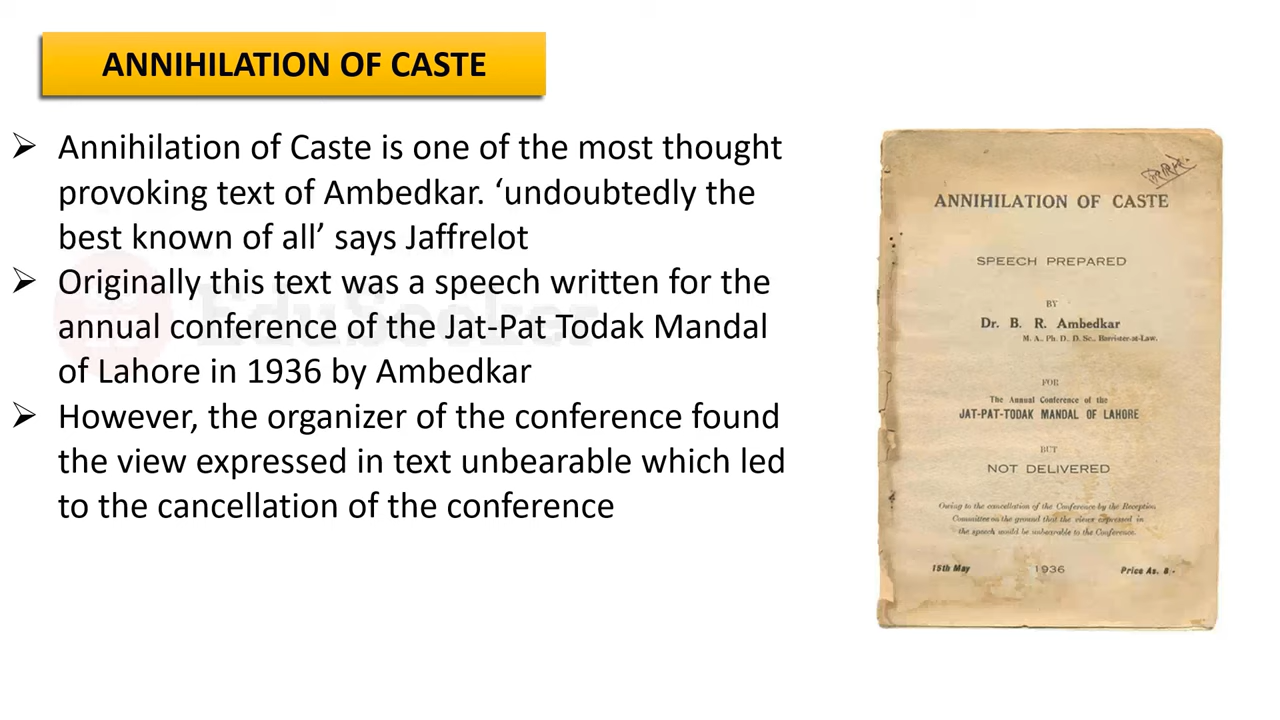 ANNIHILATION OF CASTE
➢ Annihilation of Caste is one of the most thought
provoking text of Ambedkar. ‘undoubtedly the
best known of all’ says Jaffrelot
➢ Originally this text was a speech written for the
annual conference of the Jat-Pat Todak Mandal
of Lahore in 1936 by Ambedkar
➢ However, the organizer of the conference found
the view expressed in text unbearable which led
to the cancellation of the conference
EduSeeker
ANNIHILATION OF CASTE
SPEECH PREPARED
BY
Dr. B. R. Ambedkar
M. A., Ph. D., D. Sc., Barrister-at-Law.
FOR
The Annual Conference of the
JAT-PAT-TODAK MANDAL OF LAHORE
BUT
NOT DELIVERED
Owing to the cancellation of the Conference by the Reception
Committee on the ground that the views expressed in
the speech would be unbearable to the Conference.
15th May 1936 Price As. 8 -